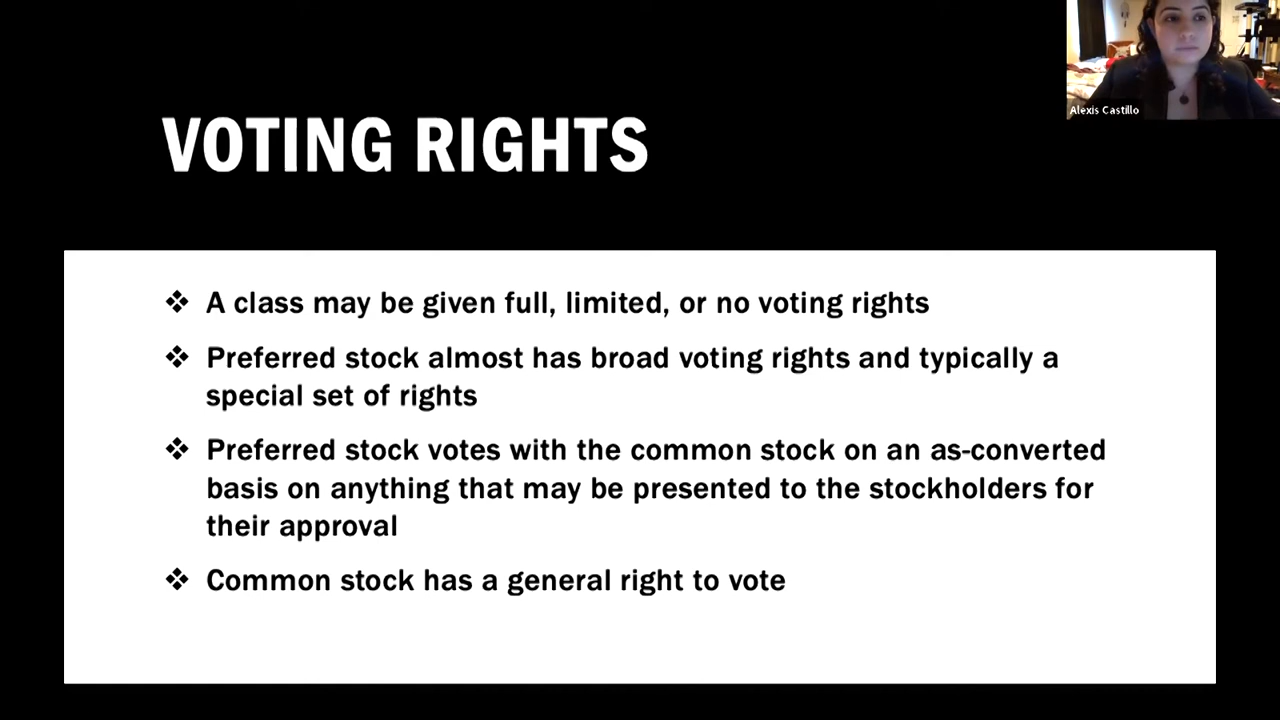 Alexis Castillo
VOTING RIGHTS
❖ A class may be given full, limited, or no voting rights
❖ Preferred stock almost has broad voting rights and typically a
special set of rights
❖ Preferred stock votes with the common stock on an as-converted
basis on anything that may be presented to the stockholders for
their approval
❖ Common stock has a general right to vote